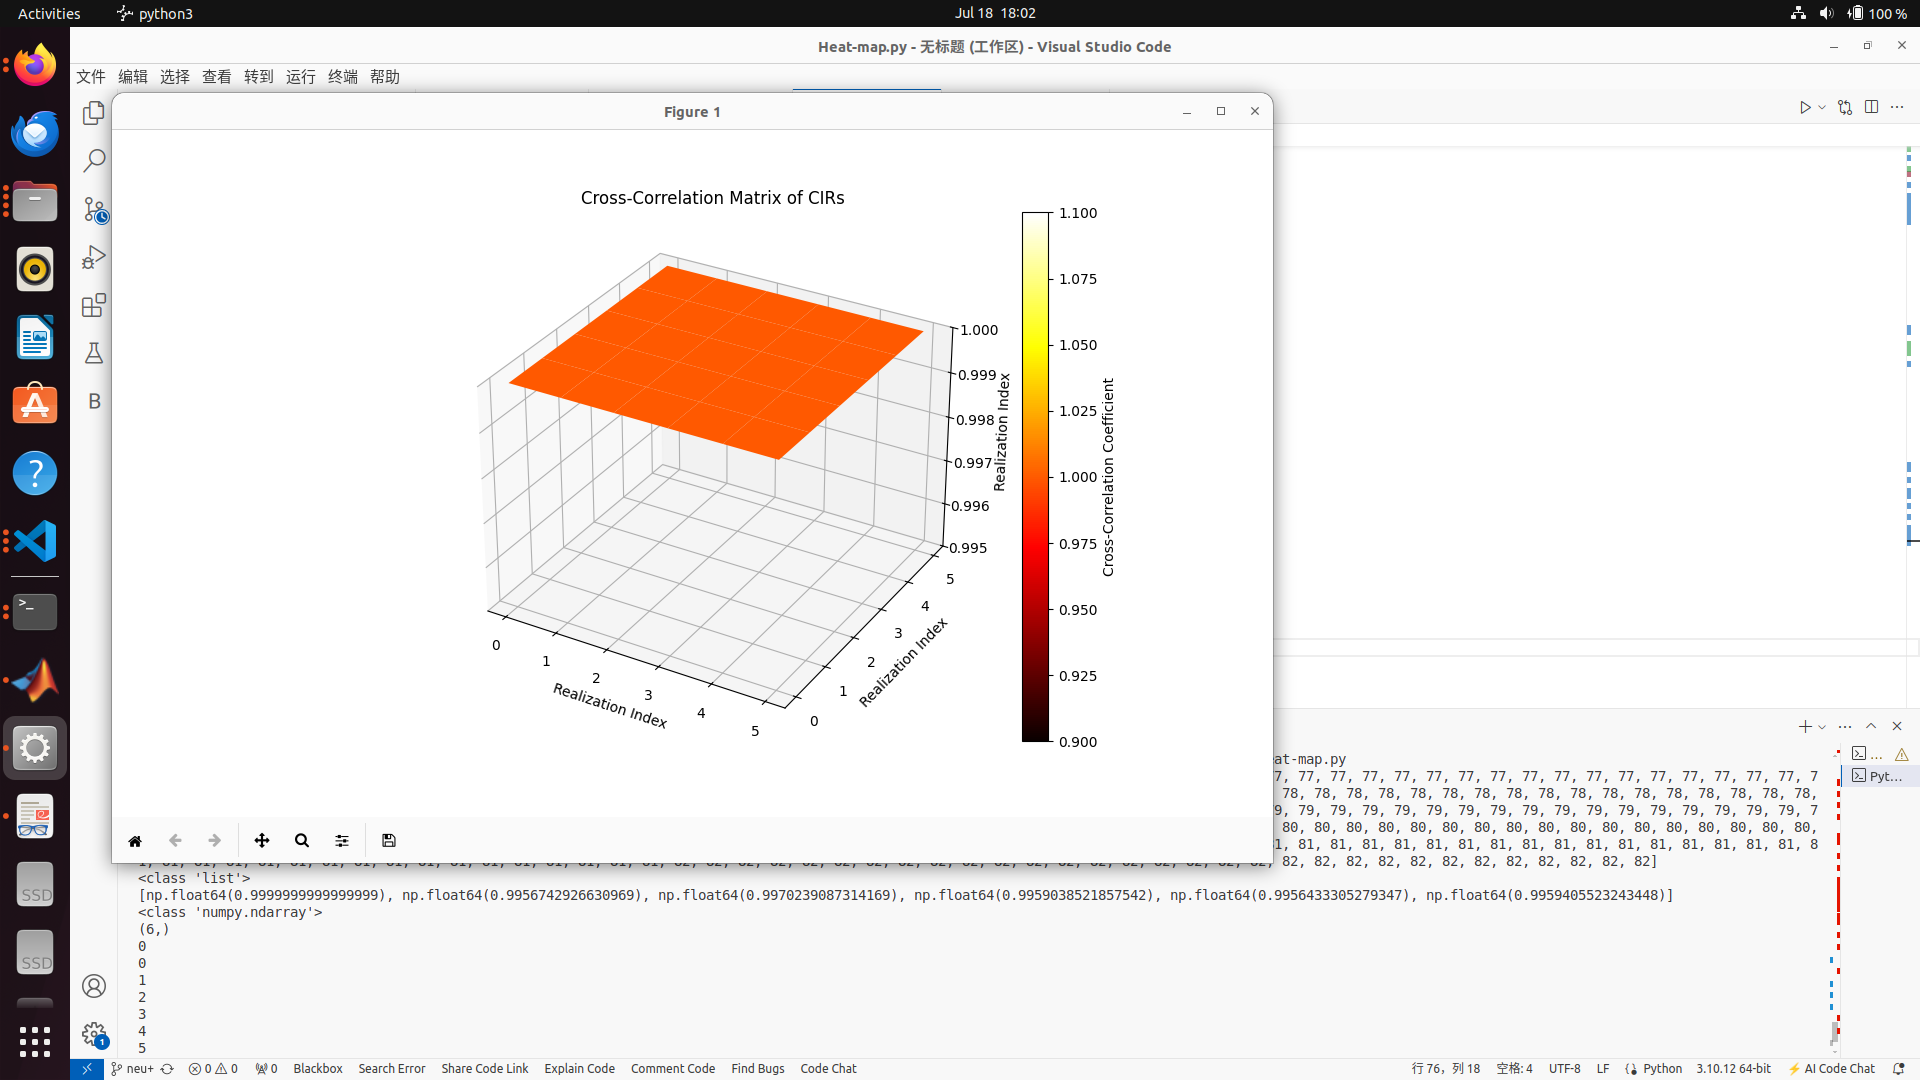 Activities
python3
Jul 18 18:02
100 %
Heat-map.py - 无标题 (工作区) - Visual Studio Code
文件 编辑 选择 查看 转到 运行 终端 帮助
Figure 1
Cross-Correlation Matrix of CIRs
1.000
0.999
0.998
0.997
0.996
0.995
Realization Index
0
1
2
3
4
5
Realization Index
0
1
2
3
4
5
Realization Index
1.100
1.075
1.050
1.025
1.000
0.975
0.950
0.925
0.900
Cross-Correlation Coefficient
eat-map.py
77, 77, 77, 77, 77, 77, 77, 77, 77, 77, 77, 77, 77, 77, 77, 77, 7
78, 78, 78, 78, 78, 78, 78, 78, 78, 78, 78, 78, 78, 78, 78, 78, 78,
79, 79, 79, 79, 79, 79, 79, 79, 79, 79, 79, 79, 79, 79, 79, 79, 7
80, 80, 80, 80, 80, 80, 80, 80, 80, 80, 80, 80, 80, 80, 80, 80, 80,
81, 81, 81, 81, 81, 81, 81, 81, 81, 81, 81, 81, 81, 81, 81, 81, 8
82, 82, 82, 82, 82, 82, 82, 82, 82, 82, 82, 82]
<class 'list'>
[np.float64(0.9999999999999999), np.float64(0.9956742926630969), np.float64(0.9970239087314169), np.float64(0.9959038521857542), np.float64(0.9956433305279347), np.float64(0.9959405523243448)]
<class 'numpy.ndarray'>
(6,)
0
0
1
2
3
4
5
...
Pyt...
B
SSD
SSD
1
neu+
0 0
0
Blackbox
Search Error
Share Code Link
Explain Code
Comment Code
Find Bugs
Code Chat
行 76，列 18
空格: 4
UTF-8
LF
Python
3.10.12 64-bit
AI Code Chat